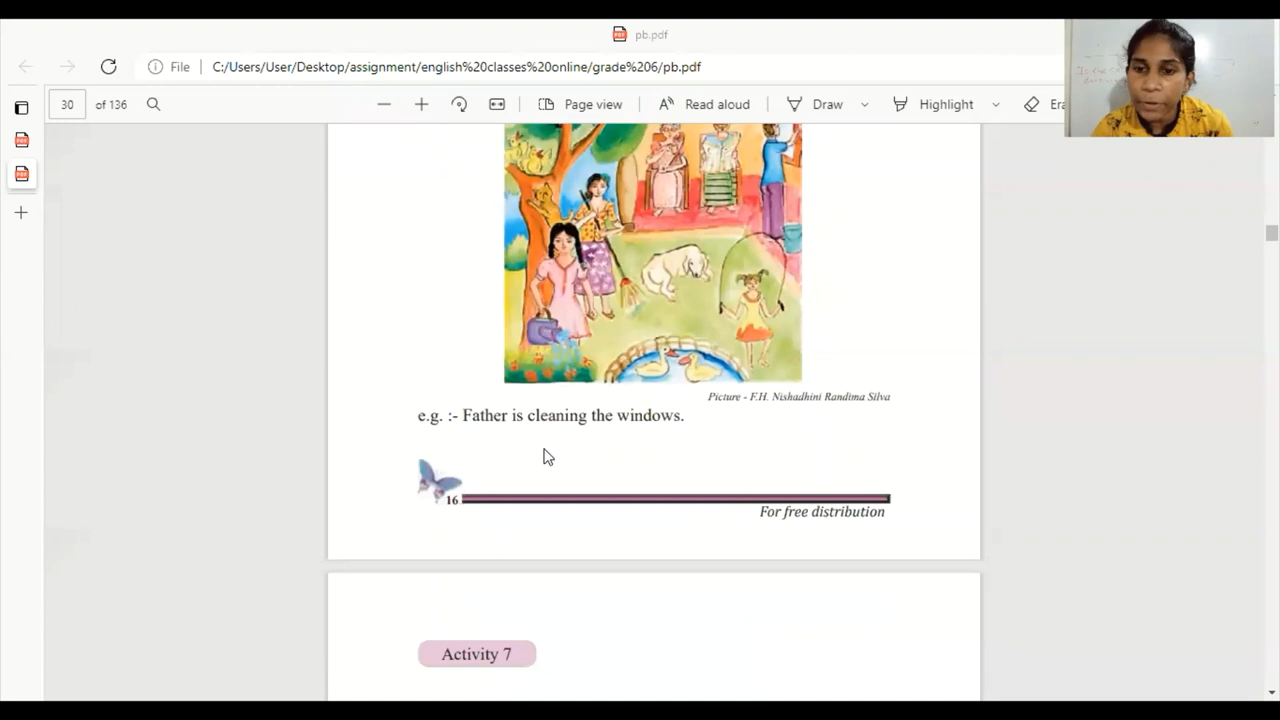 pb.pdf
File C:/Users/User/Desktop/assignment/english%20classes%20online/grade%206/pb.pdf
30 of 136 Page view Read aloud Draw Highlight Era
Picture - F.H. Nishadhini Randima Silva
e.g. :- Father is cleaning the windows.
16
For free distribution
Activity 7